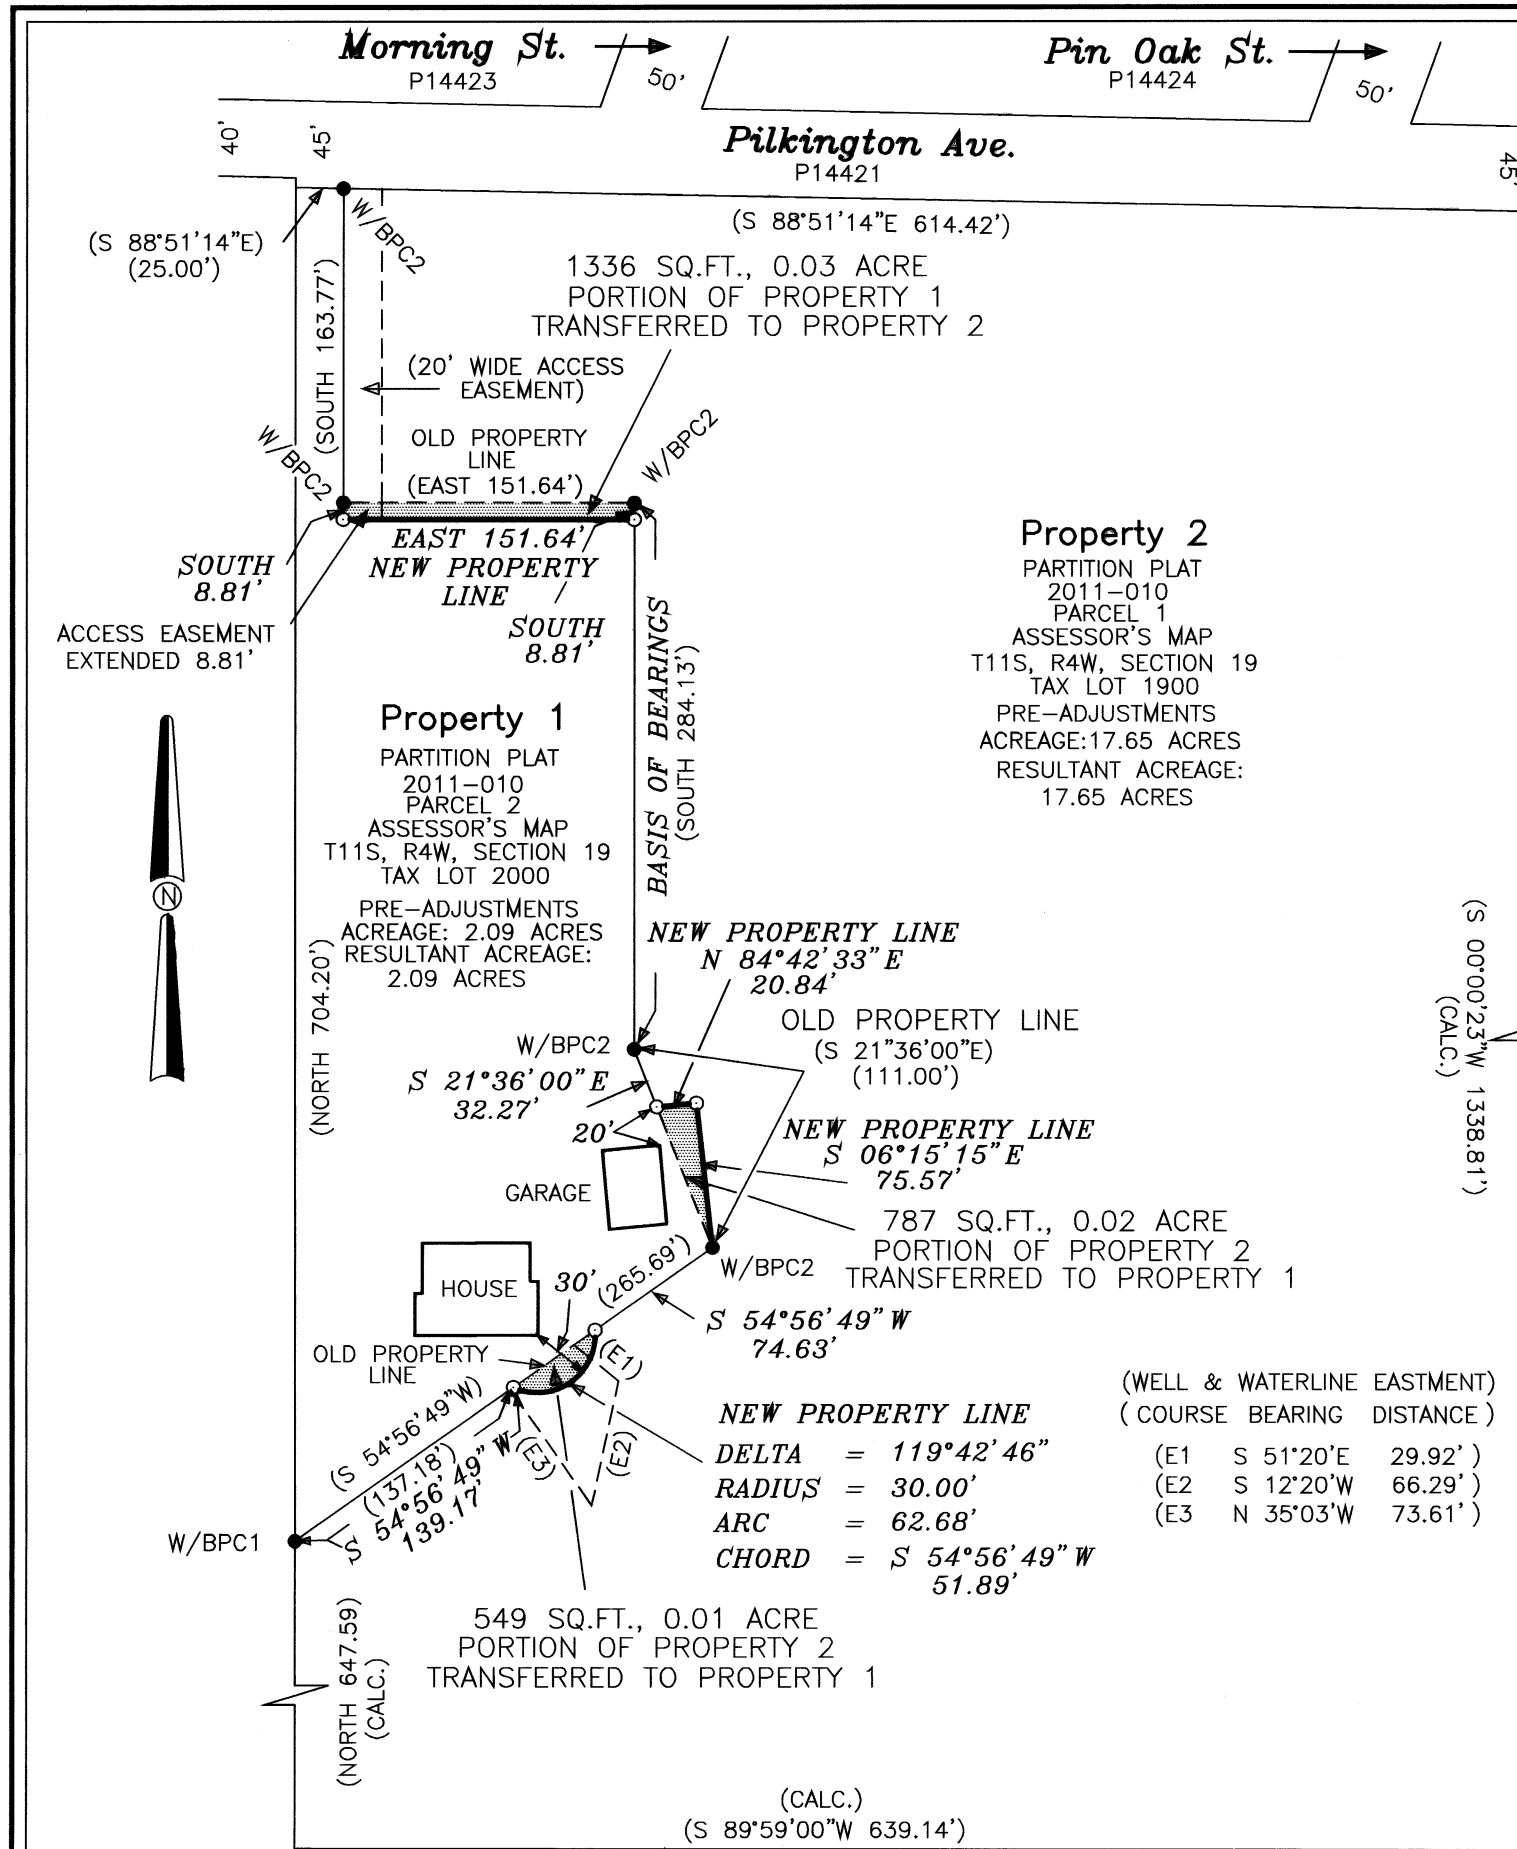 Morning St.
P14423
50'
Pin Oak St.
P14424
50'
40'
45'
Pilkington Ave.
P14421
45'
(S 88°51'14"E 614.42')
(S 88°51'14"E)
(25.00')
W/BPC2
(SOUTH 163.77')
1336 SQ.FT., 0.03 ACRE
PORTION OF PROPERTY 1
TRANSFERRED TO PROPERTY 2
(20' WIDE ACCESS
EASEMENT)
OLD PROPERTY
LINE
(EAST 151.64')
W/BPC2
W/BPC2
EAST 151.64'
NEW PROPERTY
LINE
SOUTH
8.81'
SOUTH
8.81'
ACCESS EASEMENT
EXTENDED 8.81'
BASIS OF BEARINGS
(SOUTH 284.13')
Property 2
PARTITION PLAT
2011-010
PARCEL 1
ASSESSOR'S MAP
T11S, R4W, SECTION 19
TAX LOT 1900
PRE-ADJUSTMENTS
ACREAGE:17.65 ACRES
RESULTANT ACREAGE:
17.65 ACRES
Property 1
PARTITION PLAT
2011-010
PARCEL 2
ASSESSOR'S MAP
T11S, R4W, SECTION 19
TAX LOT 2000
PRE-ADJUSTMENTS
ACREAGE: 2.09 ACRES
RESULTANT ACREAGE:
2.09 ACRES
N
(NORTH 704.20')
(S 00°00'23"W 1338.81')
(CALC.)
NEW PROPERTY LINE
N 84°42'33"E
20.84'
OLD PROPERTY LINE
(S 21"36'00"E)
(111.00')
W/BPC2
S 21°36'00"E
32.27'
20'
NEW PROPERTY LINE
S 06°15'15"E
75.57'
GARAGE
787 SQ.FT., 0.02 ACRE
PORTION OF PROPERTY 2
TRANSFERRED TO PROPERTY 1
W/BPC2
(265.69')
HOUSE
30'
S 54°56'49"W
74.63'
OLD PROPERTY
LINE
(E1)
(E2)
(E3)
(S 54°56'49"W)
(137.18')
S 54°56'49"W
139.17'
W/BPC1
NEW PROPERTY LINE
DELTA = 119°42'46"
RADIUS = 30.00'
ARC = 62.68'
CHORD = S 54°56'49"W
51.89'
(WELL & WATERLINE EASTMENT)
( COURSE BEARING DISTANCE )
(E1 S 51°20'E 29.92' )
(E2 S 12°20'W 66.29' )
(E3 N 35°03'W 73.61' )
549 SQ.FT., 0.01 ACRE
PORTION OF PROPERTY 2
TRANSFERRED TO PROPERTY 1
(NORTH 647.59)
(CALC.)
(CALC.)
(S 89°59'00"W 639.14')